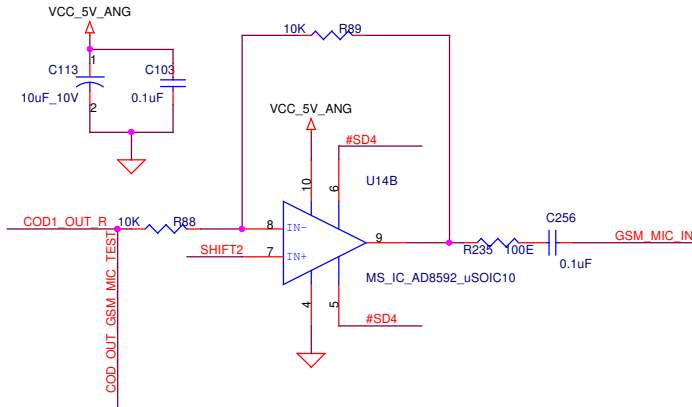 VCC_5V_ANG
10K
R89
C113
1
C103
10uF_10V
2
0.1uF
VCC_5V_ANG
#SD4
10
6
U14B
COD1_OUT_R
10K
R88
8
IN-
9
C256
GSM_MIC_IN
SHIFT2
7
IN+
R235
100E
0.1uF
MS_IC_AD8592_uSOIC10
4
5
#SD4
COD_OUT_GSM_MIC_TEST